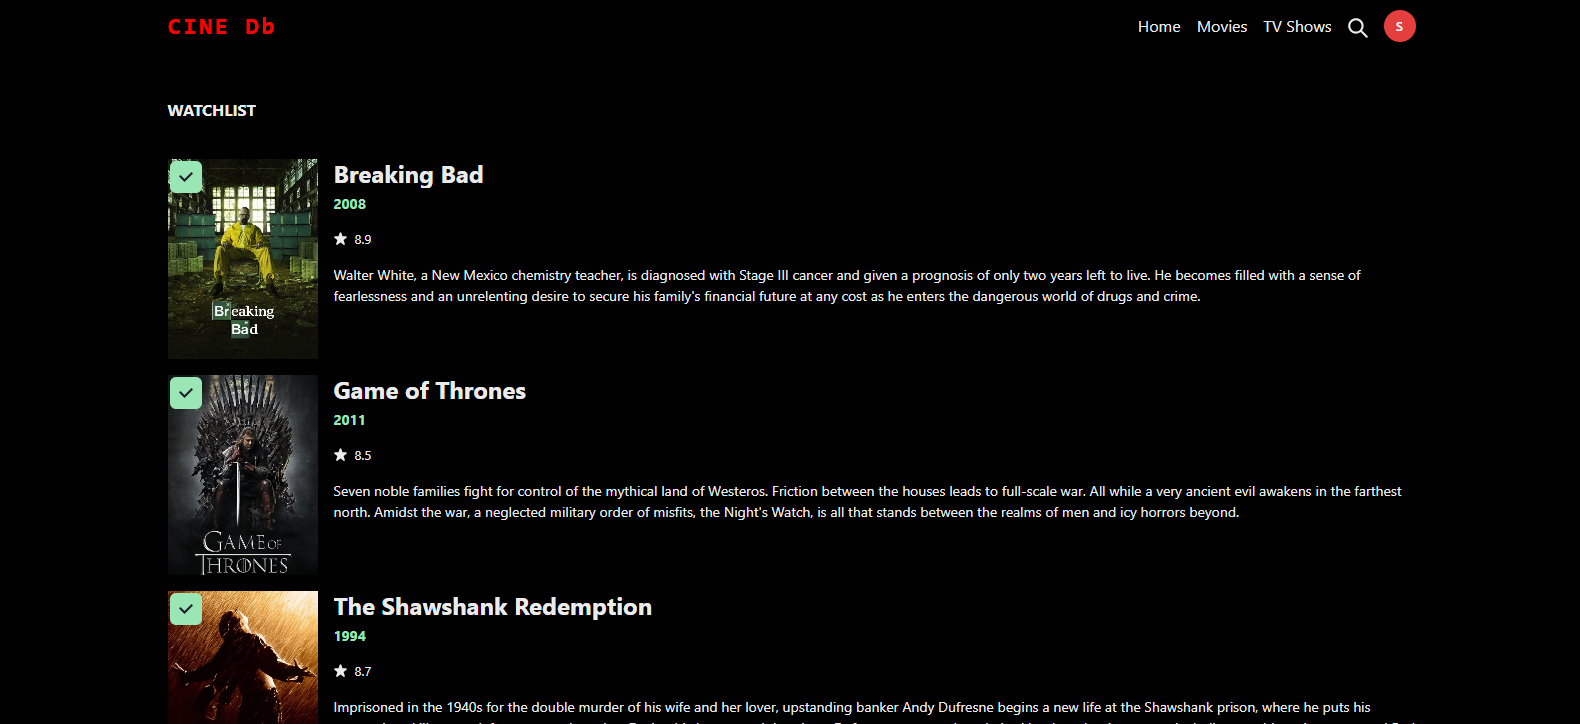 CINE Db
Home Movies TV Shows S
WATCHLIST
Breaking Bad
2008
8.9
Walter White, a New Mexico chemistry teacher, is diagnosed with Stage III cancer and given a prognosis of only two years left to live. He becomes filled with a sense of
fearlessness and an unrelenting desire to secure his family's financial future at any cost as he enters the dangerous world of drugs and crime.
Breaking
Bad
Game of Thrones
2011
8.5
Seven noble families fight for control of the mythical land of Westeros. Friction between the houses leads to full-scale war. All while a very ancient evil awakens in the farthest
north. Amidst the war, a neglected military order of misfits, the Night's Watch, is all that stands between the realms of men and icy horrors beyond.
GAME OF
THRONES
The Shawshank Redemption
1994
8.7
Imprisoned in the 1940s for the double murder of his wife and her lover, upstanding banker Andy Dufresne begins a new life at the Shawshank prison, where he puts his